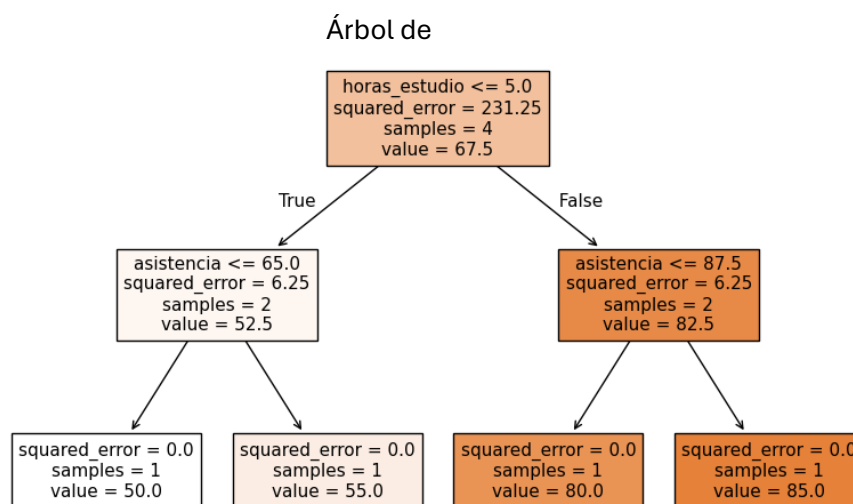 Árbol de
horas_estudio <= 5.0
squared_error = 231.25
samples = 4
value = 67.5
True
False
asistencia <= 65.0
squared_error = 6.25
samples = 2
value = 52.5
asistencia <= 87.5
squared_error = 6.25
samples = 2
value = 82.5
squared_error = 0.0
samples = 1
value = 50.0
squared_error = 0.0
samples = 1
value = 55.0
squared_error = 0.0
samples = 1
value = 80.0
squared_error = 0.0
samples = 1
value = 85.0